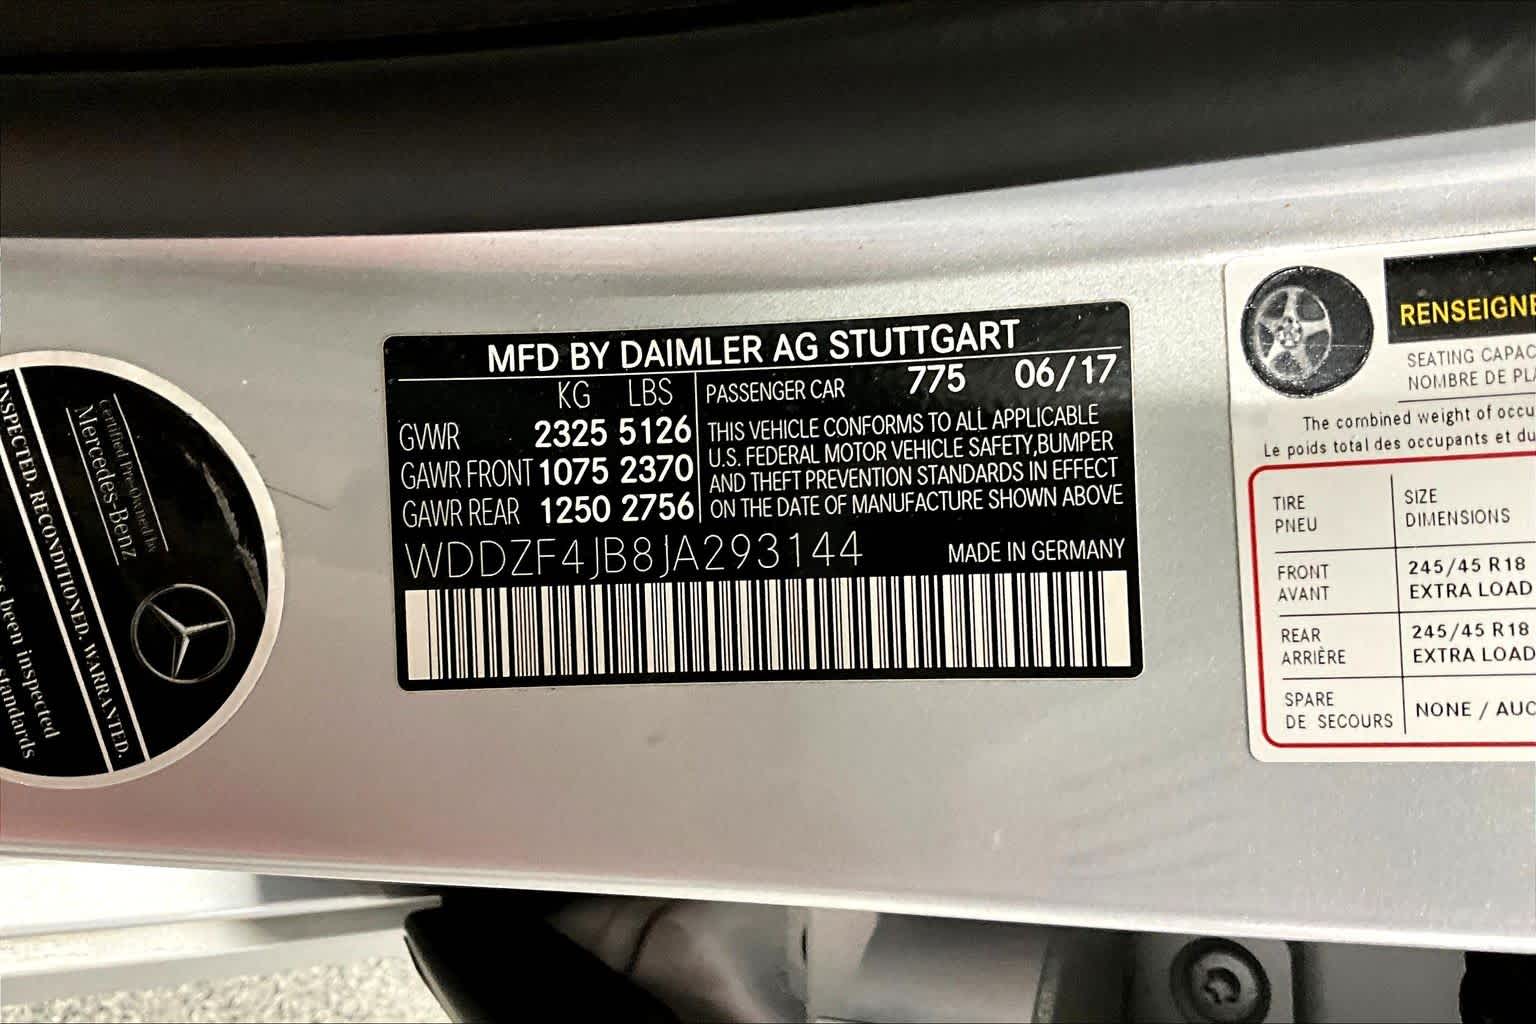 MFD BY DAIMLER AG STUTTGART
KG LBS
GVWR 2325 5126
GAWR FRONT 1075 2370
GAWR REAR 1250 2756
PASSENGER CAR 775 06/17
THIS VEHICLE CONFORMS TO ALL APPLICABLE
U.S. FEDERAL MOTOR VEHICLE SAFETY,BUMPER
AND THEFT PREVENTION STANDARDS IN EFFECT
ON THE DATE OF MANUFACTURE SHOWN ABOVE
WDDZF4JB8JA293144
MADE IN GERMANY
Certified Pre-Owned by
Mercedes-Benz
INSPECTED. RECONDITIONED. WARRANTED.
been inspected
standards
RENSEIGNE
SEATING CAPAC
NOMBRE DE PLA
The combined weight of occu
Le poids total des occupants et du
TIRE
PNEU
SIZE
DIMENSIONS
FRONT
AVANT
245/45 R18
EXTRA LOAD
REAR
ARRIÈRE
245/45 R18
EXTRA LOAD
SPARE
DE SECOURS
NONE / AUC